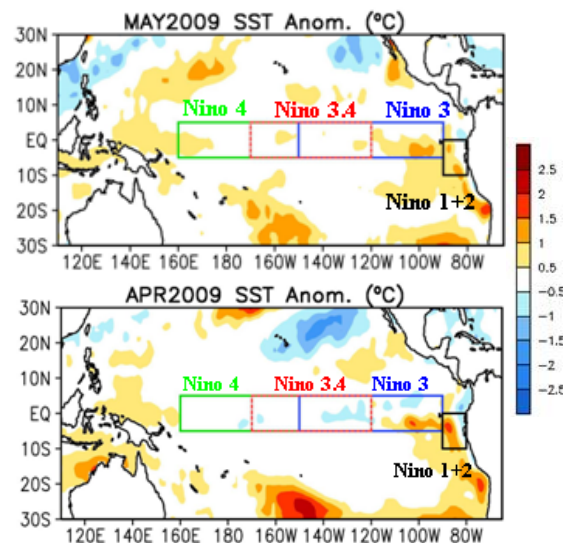 MAY2009 SST Anom. (°C)
30N
20N
10N
EQ
10S
20S
30S
Nino 4
Nino 3.4
Nino 3
Nino 1+2
120E 140E 160E 180 160W 140W 120W 100W 80W
APR2009 SST Anom. (°C)
30N
20N
10N
EQ
10S
20S
30S
Nino 4
Nino 3.4
Nino 3
Nino 1+2
120E 140E 160E 180 160W 140W 120W 100W 80W
2.5
2
1.5
1
0.5
-0.5
-1
-1.5
-2
-2.5